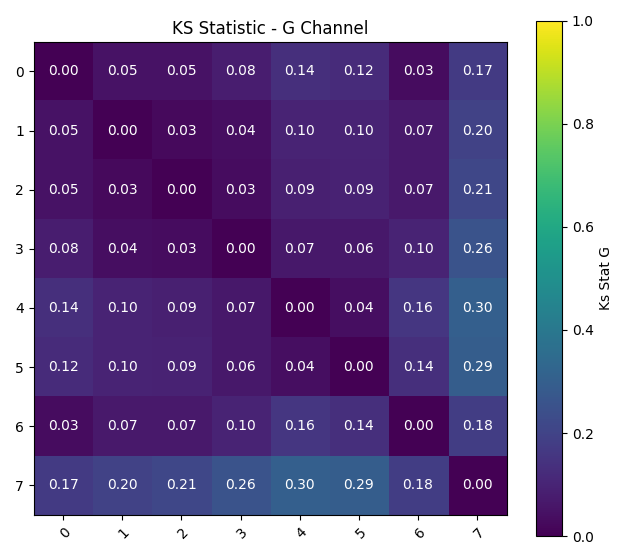 KS Statistic - G Channel
0 0.00 0.05 0.05 0.08 0.14 0.12 0.03 0.17
1 0.05 0.00 0.03 0.04 0.10 0.10 0.07 0.20
2 0.05 0.03 0.00 0.03 0.09 0.09 0.07 0.21
3 0.08 0.04 0.03 0.00 0.07 0.06 0.10 0.26
4 0.14 0.10 0.09 0.07 0.00 0.04 0.16 0.30
5 0.12 0.10 0.09 0.06 0.04 0.00 0.14 0.29
6 0.03 0.07 0.07 0.10 0.16 0.14 0.00 0.18
7 0.17 0.20 0.21 0.26 0.30 0.29 0.18 0.00
0 1 2 3 4 5 6 7
1.0
0.8
0.6
0.4
0.2
0.0
Ks Stat G